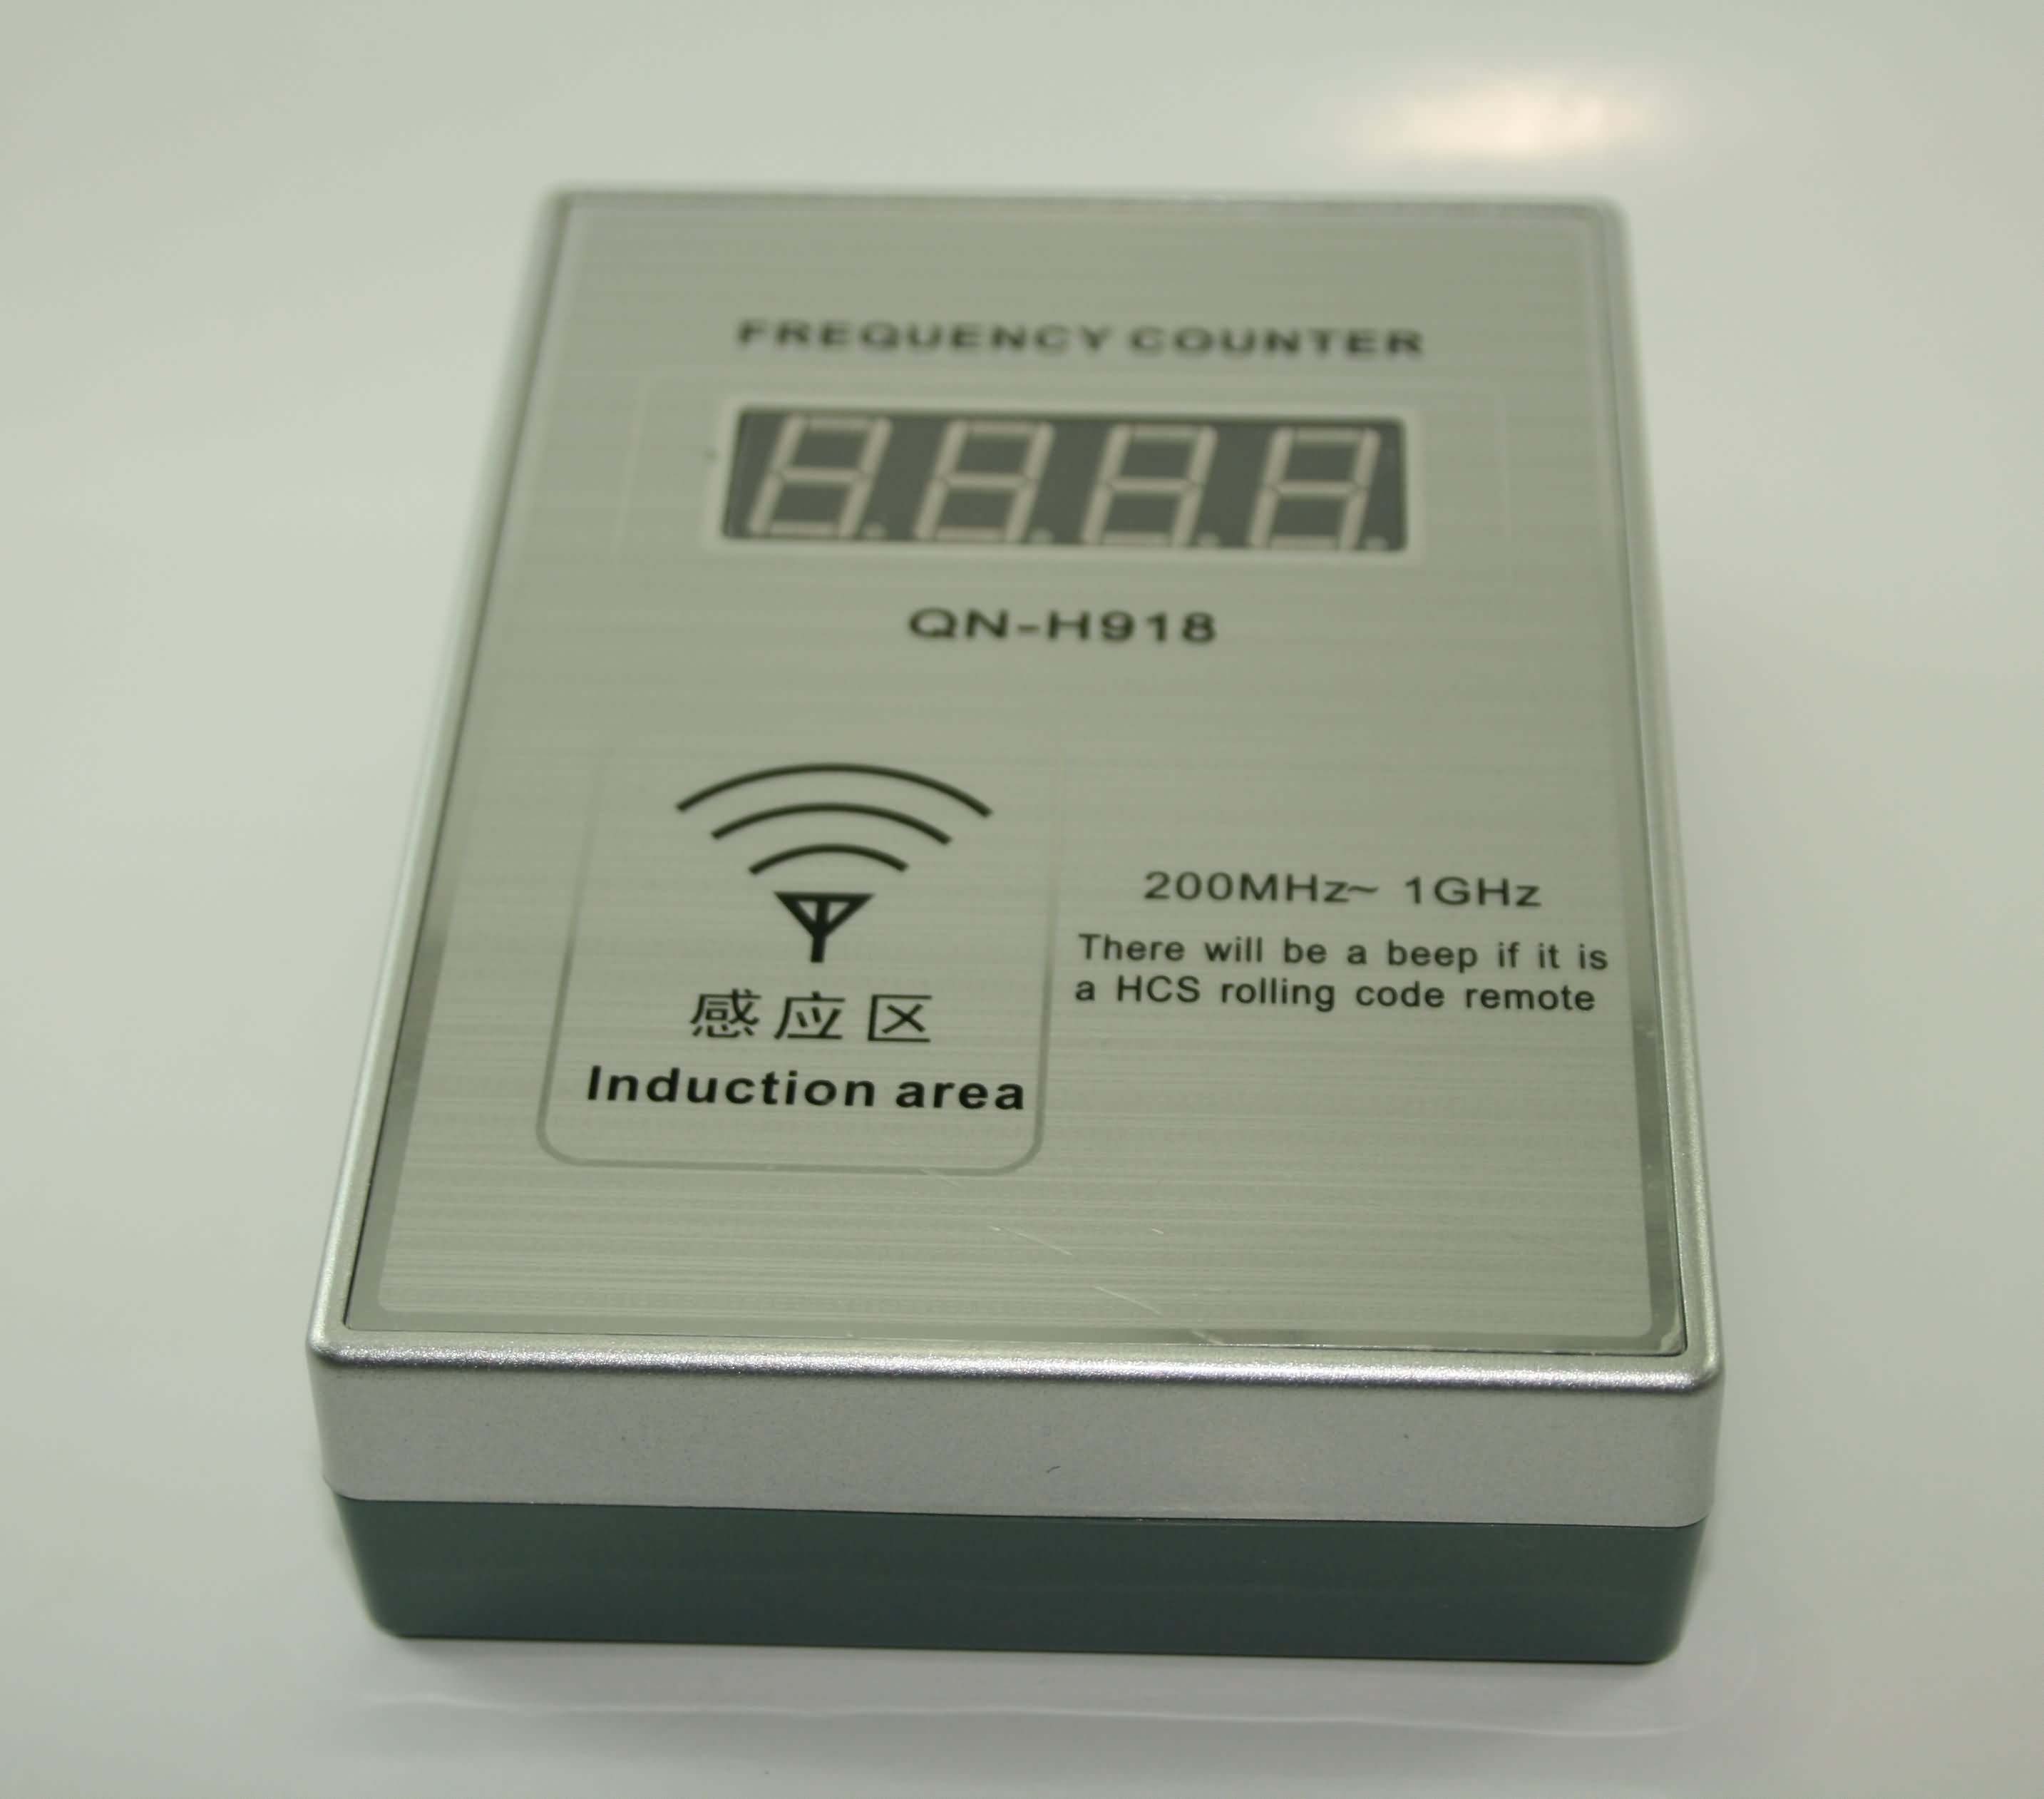 FREQUENCY COUNTER
QN-H918
200MHz~ 1GHz
There will be a beep if it is
a HCS rolling code remote
感应区
Induction area